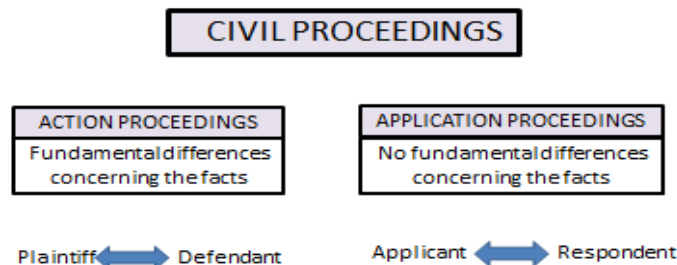 CIVIL PROCEEDINGS
ACTION PROCEEDINGS
Fundamental differences
concerning the facts
Plaintiff Defendant
APPLICATION PROCEEDINGS
No fundamental differences
concerning the facts
Applicant Respondent